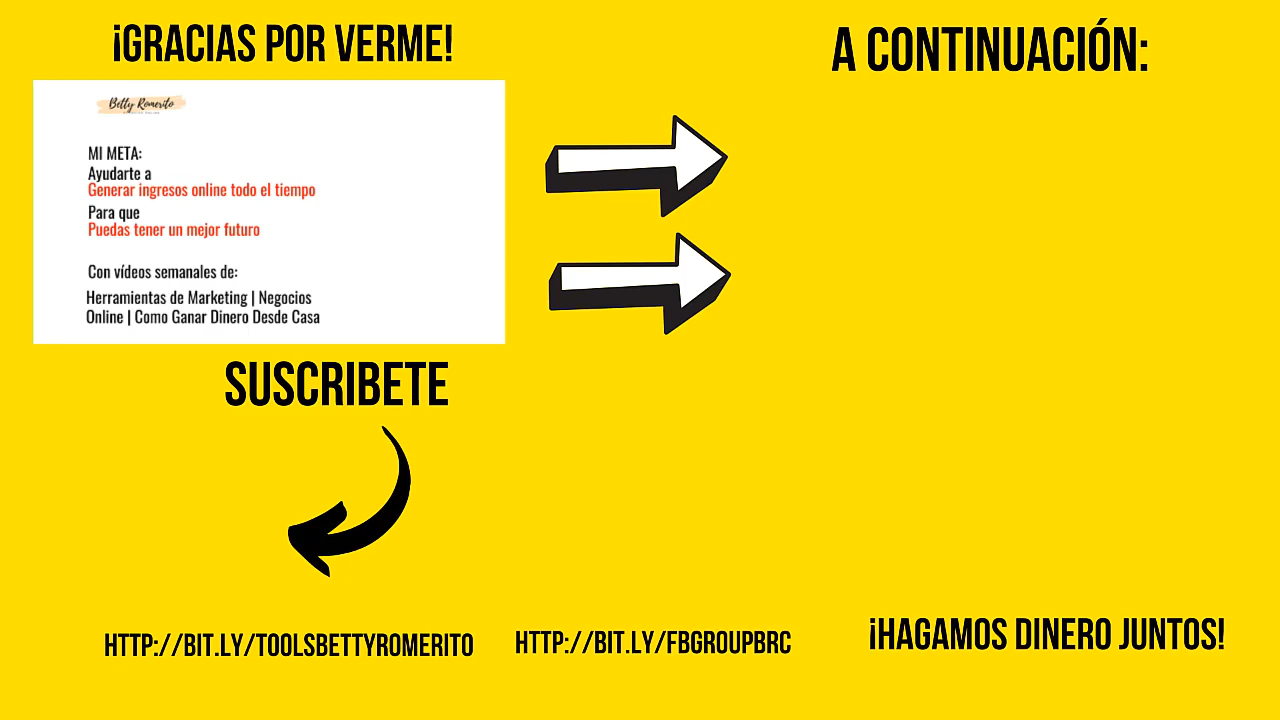 ¡GRACIAS POR VERME!
A CONTINUACIÓN:
Betty Romerito
MI META:
Ayudarte a
Generar ingresos online todo el tiempo
Para que
Puedas tener un mejor futuro
Con vídeos semanales de:
Herramientas de Marketing | Negocios
Online | Como Ganar Dinero Desde Casa
SUSCRIBETE
HTTP://BIT.LY/TOOLSBETTYROMERITO
HTTP://BIT.LY/FBGROUPBRC
¡HAGAMOS DINERO JUNTOS!